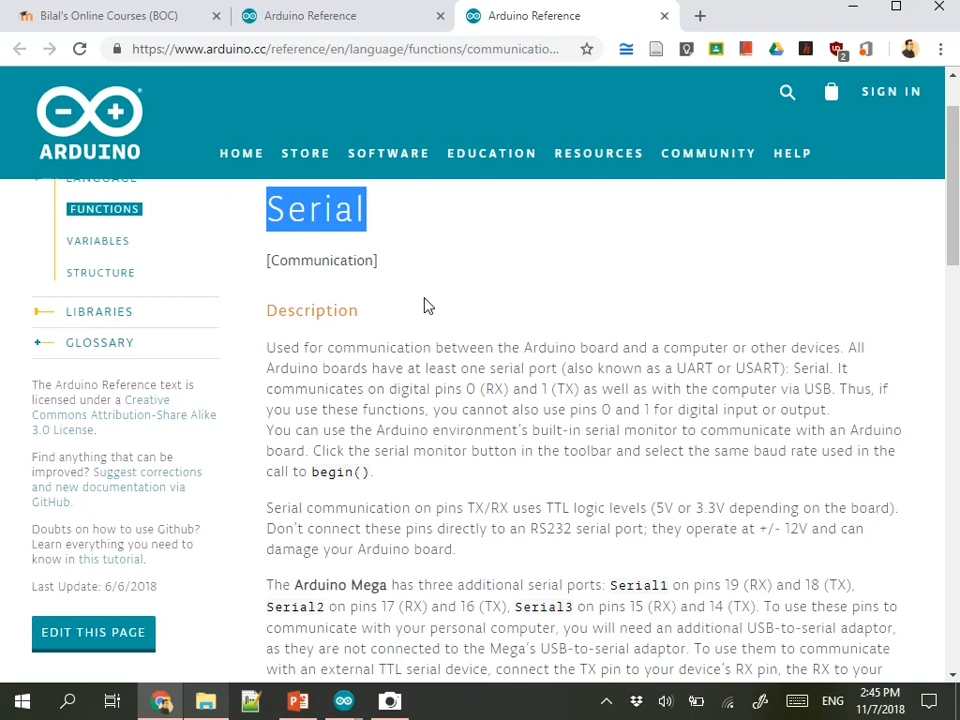 Bilal's Online Courses (BOC)
Arduino Reference
Arduino Reference
https://www.arduino.cc/reference/en/language/functions/communicatio...
2
SIGN IN
ARDUINO
HOME STORE SOFTWARE EDUCATION RESOURCES COMMUNITY HELP
LANGUAGE
FUNCTIONS
VARIABLES
STRUCTURE
LIBRARIES
GLOSSARY
The Arduino Reference text is
licensed under a Creative
Commons Attribution-Share Alike
3.0 License.
Find anything that can be
improved? Suggest corrections
and new documentation via
GitHub.
Doubts on how to use Github?
Learn everything you need to
know in this tutorial.
Last Update: 6/6/2018
EDIT THIS PAGE
Serial
[Communication]
Description
Used for communication between the Arduino board and a computer or other devices. All
Arduino boards have at least one serial port (also known as a UART or USART): Serial. It
communicates on digital pins 0 (RX) and 1 (TX) as well as with the computer via USB. Thus, if
you use these functions, you cannot also use pins 0 and 1 for digital input or output.
You can use the Arduino environment's built-in serial monitor to communicate with an Arduino
board. Click the serial monitor button in the toolbar and select the same baud rate used in the
call to begin().
Serial communication on pins TX/RX uses TTL logic levels (5V or 3.3V depending on the board).
Don't connect these pins directly to an RS232 serial port; they operate at +/- 12V and can
damage your Arduino board.
The Arduino Mega has three additional serial ports: Serial1 on pins 19 (RX) and 18 (TX),
Serial2 on pins 17 (RX) and 16 (TX), Serial3 on pins 15 (RX) and 14 (TX). To use these pins to
communicate with your personal computer, you will need an additional USB-to-serial adaptor,
as they are not connected to the Mega's USB-to-serial adaptor. To use them to communicate
with an external TTL serial device, connect the TX pin to your device's RX pin, the RX to your
ENG
2:45 PM
11/7/2018